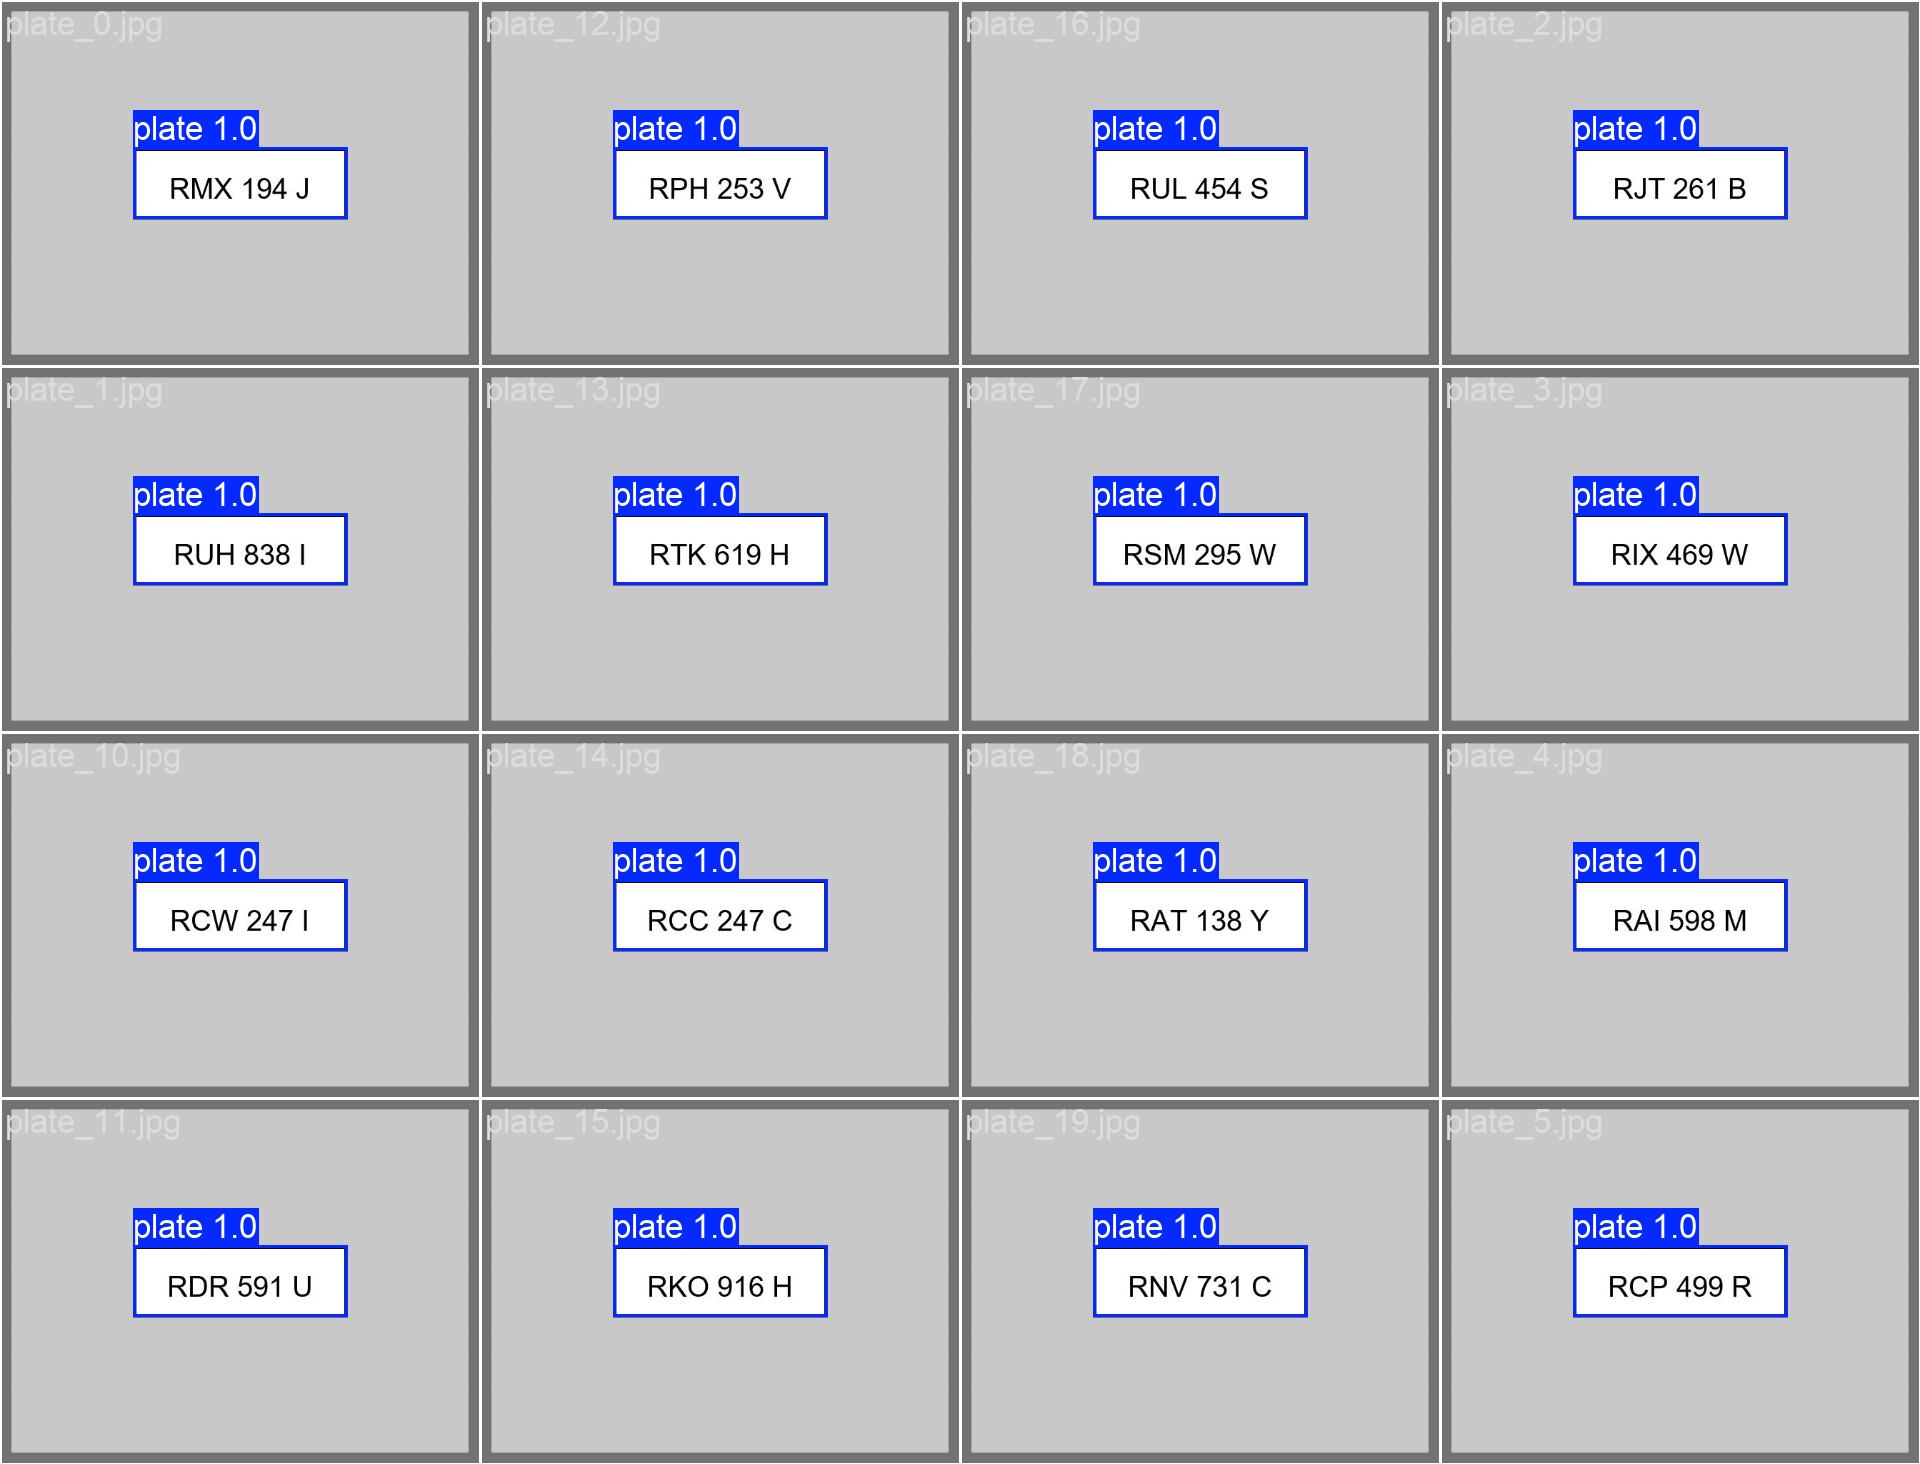 plate_0.jpg
plate 1.0
RMX 194 J
plate_12.jpg
plate 1.0
RPH 253 V
plate_16.jpg
plate 1.0
RUL 454 S
plate_2.jpg
plate 1.0
RJT 261 B
plate_1.jpg
plate 1.0
RUH 838 I
plate_13.jpg
plate 1.0
RTK 619 H
plate_17.jpg
plate 1.0
RSM 295 W
plate_3.jpg
plate 1.0
RIX 469 W
plate_10.jpg
plate 1.0
RCW 247 I
plate_14.jpg
plate 1.0
RCC 247 C
plate_18.jpg
plate 1.0
RAT 138 Y
plate_4.jpg
plate 1.0
RAI 598 M
plate_11.jpg
plate 1.0
RDR 591 U
plate_15.jpg
plate 1.0
RKO 916 H
plate_19.jpg
plate 1.0
RNV 731 C
plate_5.jpg
plate 1.0
RCP 499 R